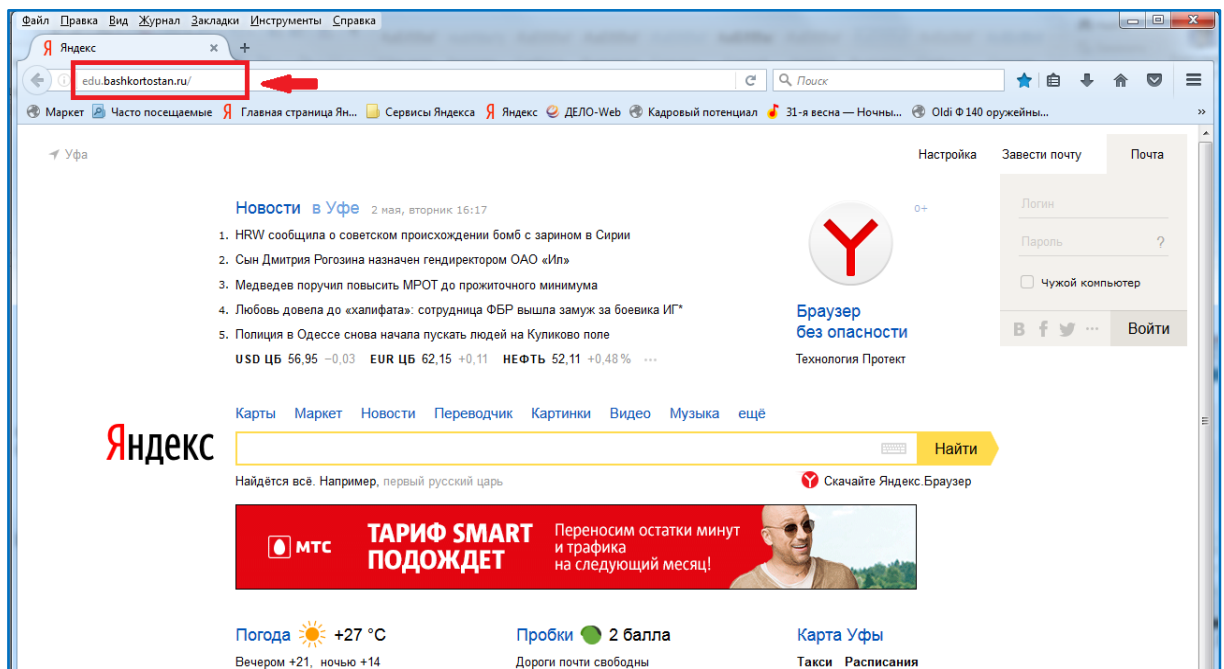 Файл Правка Вид Журнал Закладки Инструменты Справка
Яндекс
edu.bashkortostan.ru/
Поиск
Маркет Часто посещаемые Главная страница Ян... Сервисы Яндекса Яндекс ДЕЛО-Web Кадровый потенциал 31-я весна — Ночны... Oldi Ф 140 оружейны...
Уфа
Настройка Завести почту Почта
Логин
Пароль ?
Чужой компьютер
Войти
Новости в Уфе 2 мая, вторник 16:17
1. HRW сообщила о советском происхождении бомб с зарином в Сирии
2. Сын Дмитрия Рогозина назначен гендиректором ОАО «Ил»
3. Медведев поручил повысить МРОТ до прожиточного минимума
4. Любовь довела до «халифата»: сотрудница ФБР вышла замуж за боевика ИГ*
5. Полиция в Одессе снова начала пускать людей на Куликово поле
USD ЦБ 56,95 −0,03 EUR ЦБ 62,15 +0,11 НЕФТЬ 52,11 +0,48 % ...
0+
Браузер
без опасности
Технология Протект
Карты Маркет Новости Переводчик Картинки Видео Музыка ещё
Яндекс
Найти
Найдётся всё. Например, первый русский царь
Скачайте Яндекс.Браузер
МТС
ТАРИФ SMART
ПОДОЖДЕТ
Переносим остатки минут
и трафика
на следующий месяц!
Погода +27 °C
Вечером +21, ночью +14
Пробки 2 балла
Дороги почти свободны
Карта Уфы
Такси Расписания